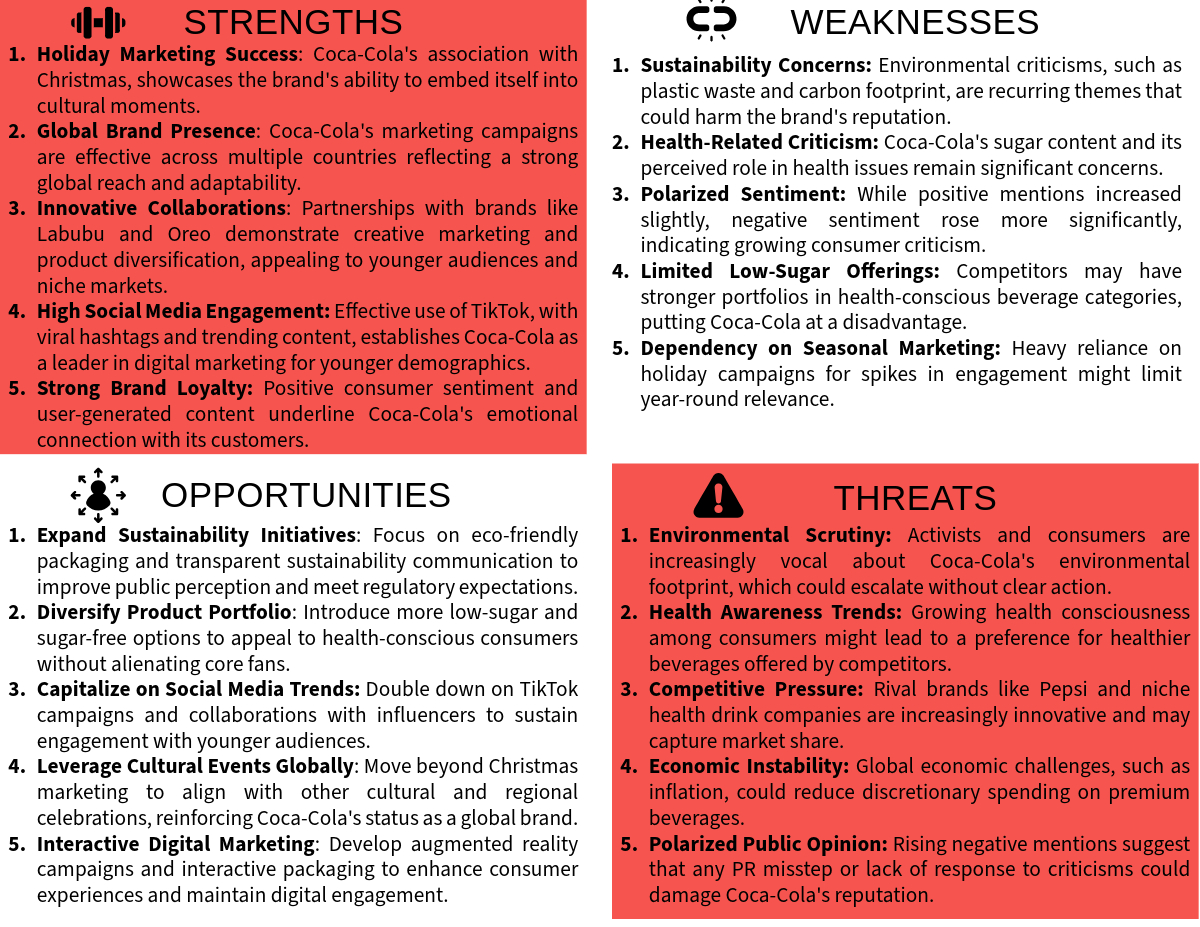 STRENGTHS
1. Holiday Marketing Success: Coca-Cola's association with
Christmas, showcases the brand's ability to embed itself into
cultural moments.
2. Global Brand Presence: Coca-Cola's marketing campaigns
are effective across multiple countries reflecting a strong
global reach and adaptability.
3. Innovative Collaborations: Partnerships with brands like
Labubu and Oreo demonstrate creative marketing and
product diversification, appealing to younger audiences and
niche markets.
4. High Social Media Engagement: Effective use of TikTok, with
viral hashtags and trending content, establishes Coca-Cola as
a leader in digital marketing for younger demographics.
5. Strong Brand Loyalty: Positive consumer sentiment and
user-generated content underline Coca-Cola's emotional
connection with its customers.
WEAKNESSES
1. Sustainability Concerns: Environmental criticisms, such as
plastic waste and carbon footprint, are recurring themes that
could harm the brand's reputation.
2. Health-Related Criticism: Coca-Cola's sugar content and its
perceived role in health issues remain significant concerns.
3. Polarized Sentiment: While positive mentions increased
slightly, negative sentiment rose more significantly,
indicating growing consumer criticism.
4. Limited Low-Sugar Offerings: Competitors may have
stronger portfolios in health-conscious beverage categories,
putting Coca-Cola at a disadvantage.
5. Dependency on Seasonal Marketing: Heavy reliance on
holiday campaigns for spikes in engagement might limit
year-round relevance.
OPPORTUNITIES
1. Expand Sustainability Initiatives: Focus on eco-friendly
packaging and transparent sustainability communication to
improve public perception and meet regulatory expectations.
2. Diversify Product Portfolio: Introduce more low-sugar and
sugar-free options to appeal to health-conscious consumers
without alienating core fans.
3. Capitalize on Social Media Trends: Double down on TikTok
campaigns and collaborations with influencers to sustain
engagement with younger audiences.
4. Leverage Cultural Events Globally: Move beyond Christmas
marketing to align with other cultural and regional
celebrations, reinforcing Coca-Cola's status as a global brand.
5. Interactive Digital Marketing: Develop augmented reality
campaigns and interactive packaging to enhance consumer
experiences and maintain digital engagement.
THREATS
1. Environmental Scrutiny: Activists and consumers are
increasingly vocal about Coca-Cola's environmental
footprint, which could escalate without clear action.
2. Health Awareness Trends: Growing health consciousness
among consumers might lead to a preference for healthier
beverages offered by competitors.
3. Competitive Pressure: Rival brands like Pepsi and niche
health drink companies are increasingly innovative and may
capture market share.
4. Economic Instability: Global economic challenges, such as
inflation, could reduce discretionary spending on premium
beverages.
5. Polarized Public Opinion: Rising negative mentions suggest
that any PR misstep or lack of response to criticisms could
damage Coca-Cola's reputation.